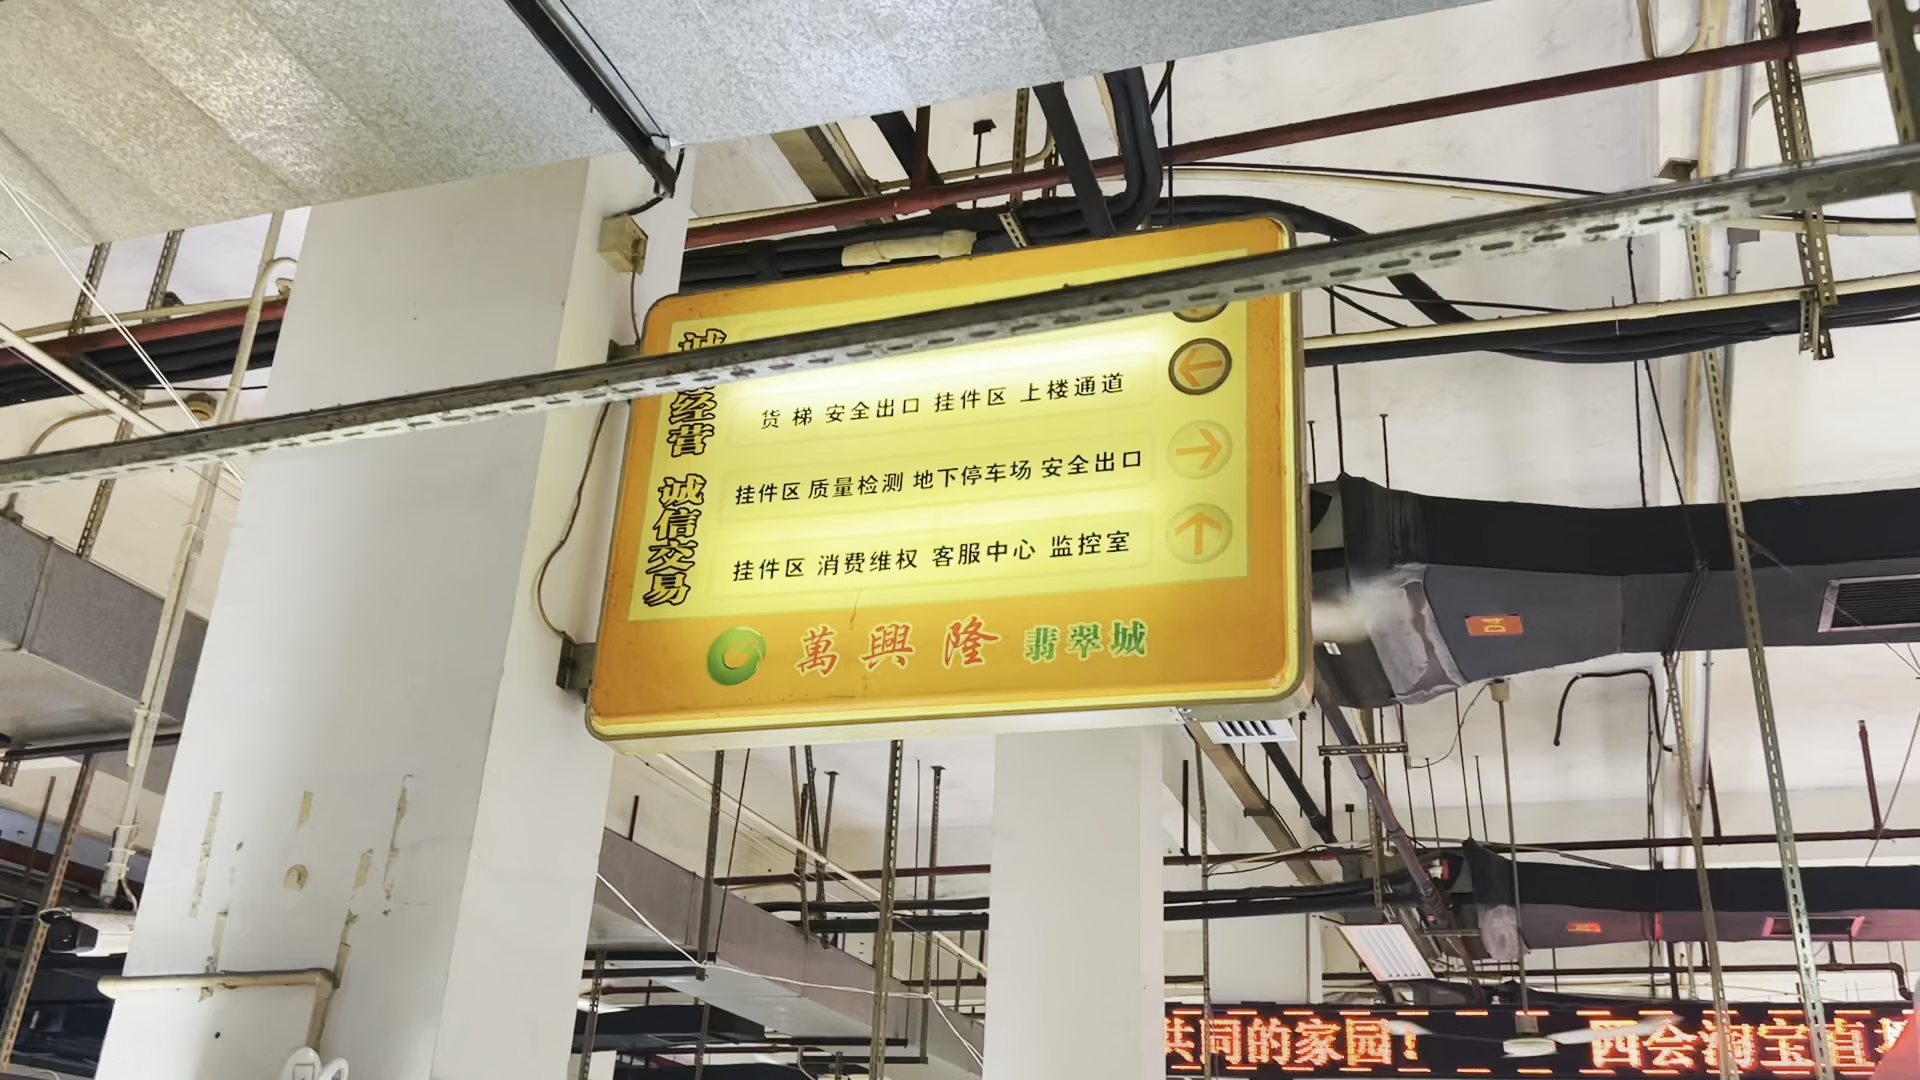 诚
经营
诚信交易
货 梯 安全出口 挂件区 上楼通道
挂件区 质量检测 地下停车场 安全出口
挂件区 消费维权 客服中心 监控室
萬興隆 翡翠城
D4
共同的家园！ 四会淘宝直